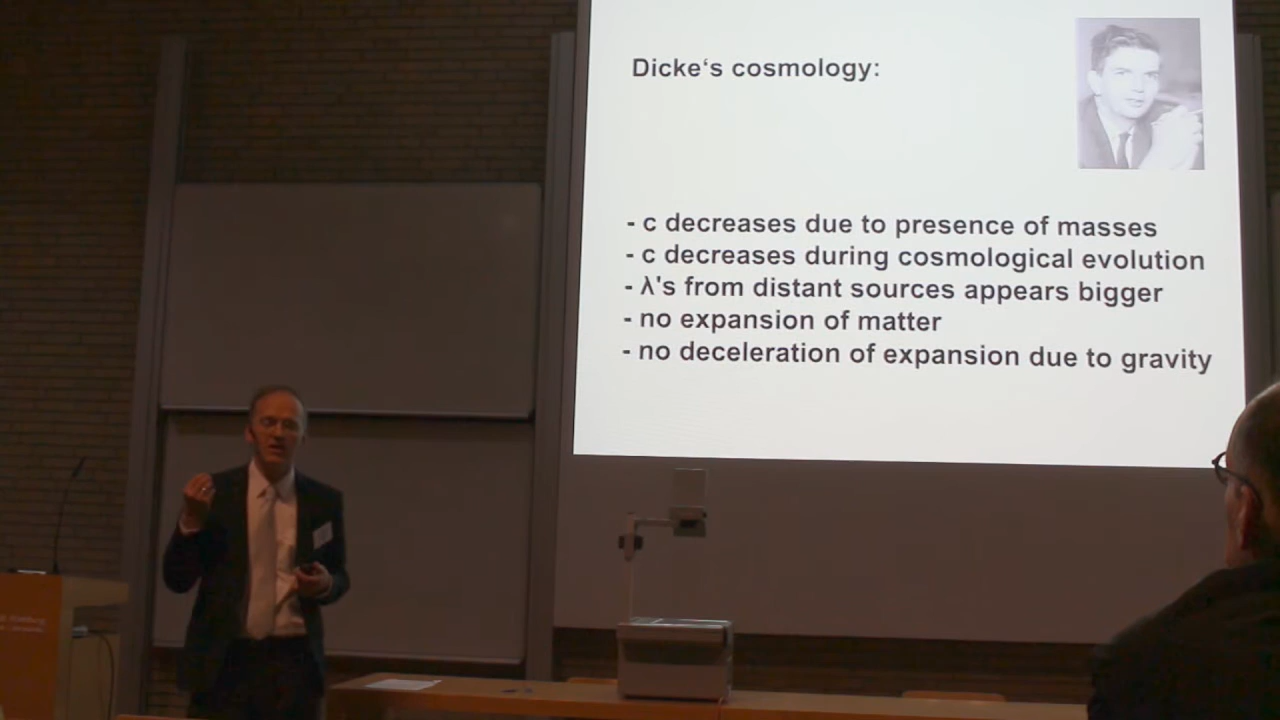 Dicke‘s cosmology:
- c decreases due to presence of masses
- c decreases during cosmological evolution
- λ's from distant sources appears bigger
- no expansion of matter
- no deceleration of expansion due to gravity